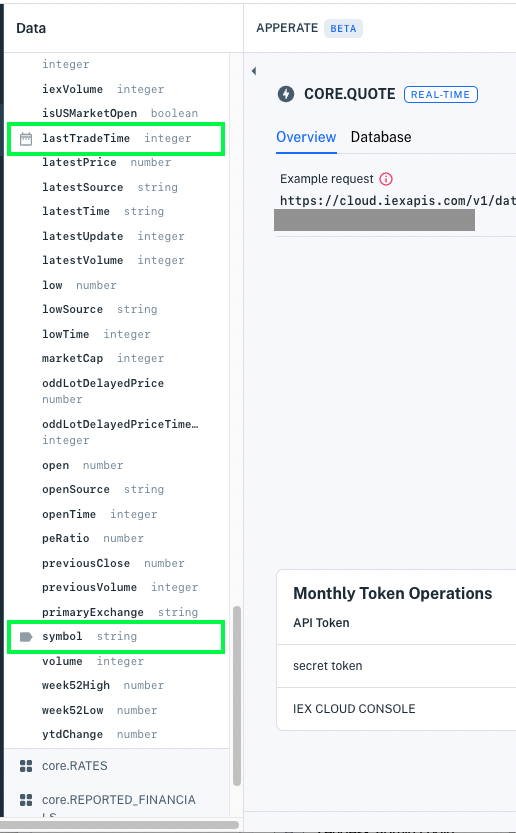 Data
integer
iexVolume integer
isUSMarketOpen boolean
lastTradeTime integer
latestPrice number
latestSource string
latestTime string
latestUpdate integer
latestVolume integer
low number
lowSource string
lowTime integer
marketCap integer
oddLotDelayedPrice
number
oddLotDelayedPriceTime…
integer
open number
openSource string
openTime integer
peRatio number
previousClose number
previousVolume integer
primaryExchange string
symbol string
volume integer
week52High number
week52Low number
ytdChange number
core.RATES
core.REPORTED_FINANCIA
LS
APPERATE BETA
CORE.QUOTE REAL-TIME
Overview Database
Example request
https://cloud.iexapis.com/v1/dat
Monthly Token Operations
API Token
secret token
IEX CLOUD CONSOLE